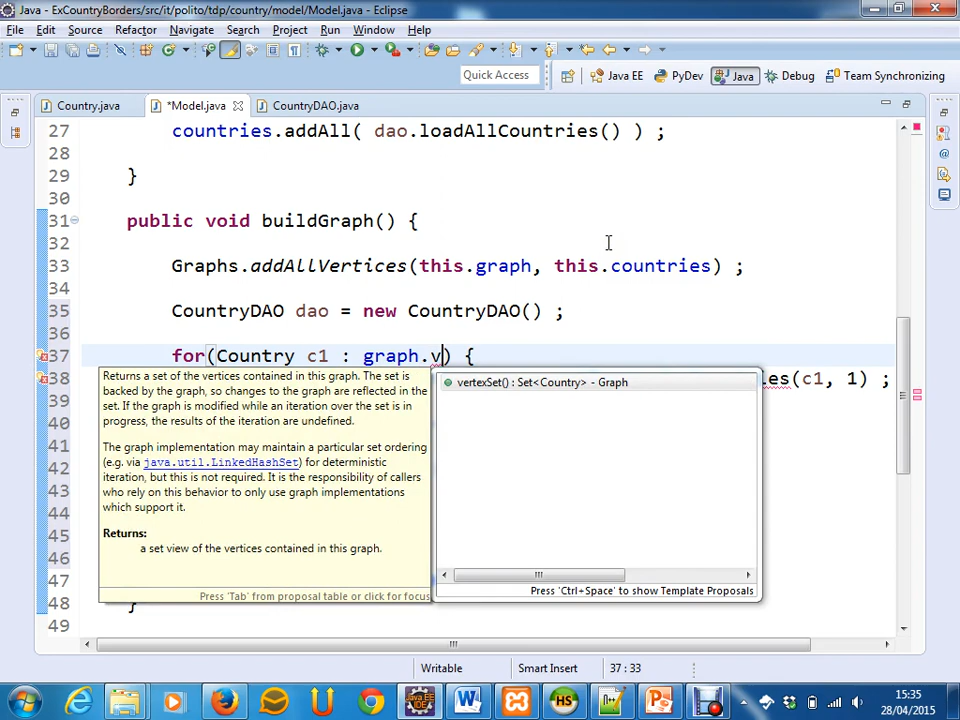 Java - ExCountryBorders/src/it/polito/tdp/country/model/Model.java - Eclipse
File Edit Source Refactor Navigate Search Project Run Window Help
Quick Access Java EE PyDev Java Debug Team Synchronizing
Country.java *Model.java CountryDAO.java
27 countries.addAll( dao.loadAllCountries() ) ;
28
29 }
30
31 public void buildGraph() {
32
33 Graphs.addAllVertices(this.graph, this.countries) ;
34
35 CountryDAO dao = new CountryDAO() ;
36
37 for(Country c1 : graph.v) {
38 ies(c1, 1) ;
Returns a set of the vertices contained in this graph. The set is
backed by the graph, so changes to the graph are reflected in the
set. If the graph is modified while an iteration over the set is in
progress, the results of the iteration are undefined.
The graph implementation may maintain a particular set ordering
(e.g. via java.util.LinkedHashSet) for deterministic
iteration, but this is not required. It is the responsibility of callers
who rely on this behavior to only use graph implementations
which support it.
Returns:
a set view of the vertices contained in this graph.
Press 'Tab' from proposal table or click for focus
vertexSet() : Set<Country> - Graph
Press 'Ctrl+Space' to show Template Proposals
39
40
41
42
43
44
45
46
47
48 }
49
Writable Smart Insert 37 : 33
15:35
28/04/2015